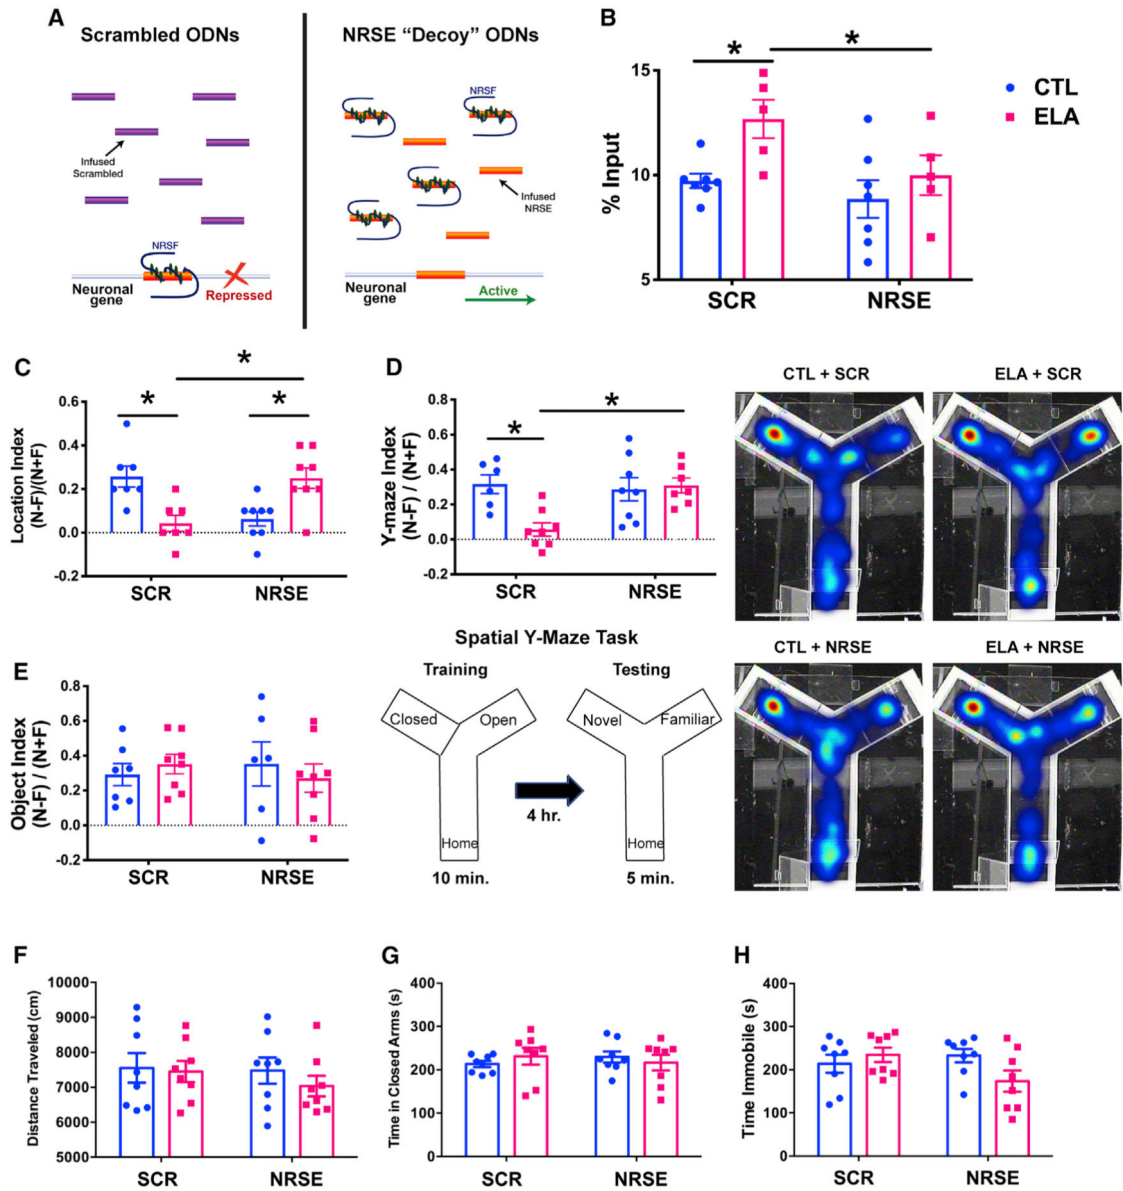 A
Scrambled ODNs
NRSE “Decoy” ODNs
NRSF
Infused
Scrambled
Infused
NRSE
NRSF
Neuronal
gene
Repressed
Neuronal
gene
Active
B
*
*
15
10
5
% Input
SCR
NRSE
CTL
ELA
C
*
*
*
0.6
0.4
0.2
0.0
-0.2
Location Index
(N-F)/(N+F)
SCR
NRSE
D
*
*
0.8
0.6
0.4
0.2
0.0
-0.2
Y-maze Index
(N-F) / (N+F)
SCR
NRSE
CTL + SCR
ELA + SCR
CTL + NRSE
ELA + NRSE
Spatial Y-Maze Task
Training
Testing
Closed
Open
Novel
Familiar
4 hr.
Home
Home
10 min.
5 min.
E
0.8
0.6
0.4
0.2
0.0
-0.2
Object Index
(N-F) / (N+F)
SCR
NRSE
F
10000
9000
8000
7000
6000
5000
Distance Traveled (cm)
SCR
NRSE
G
400
300
200
100
0
Time in Closed Arms (s)
SCR
NRSE
H
400
300
200
100
0
Time Immobile (s)
SCR
NRSE